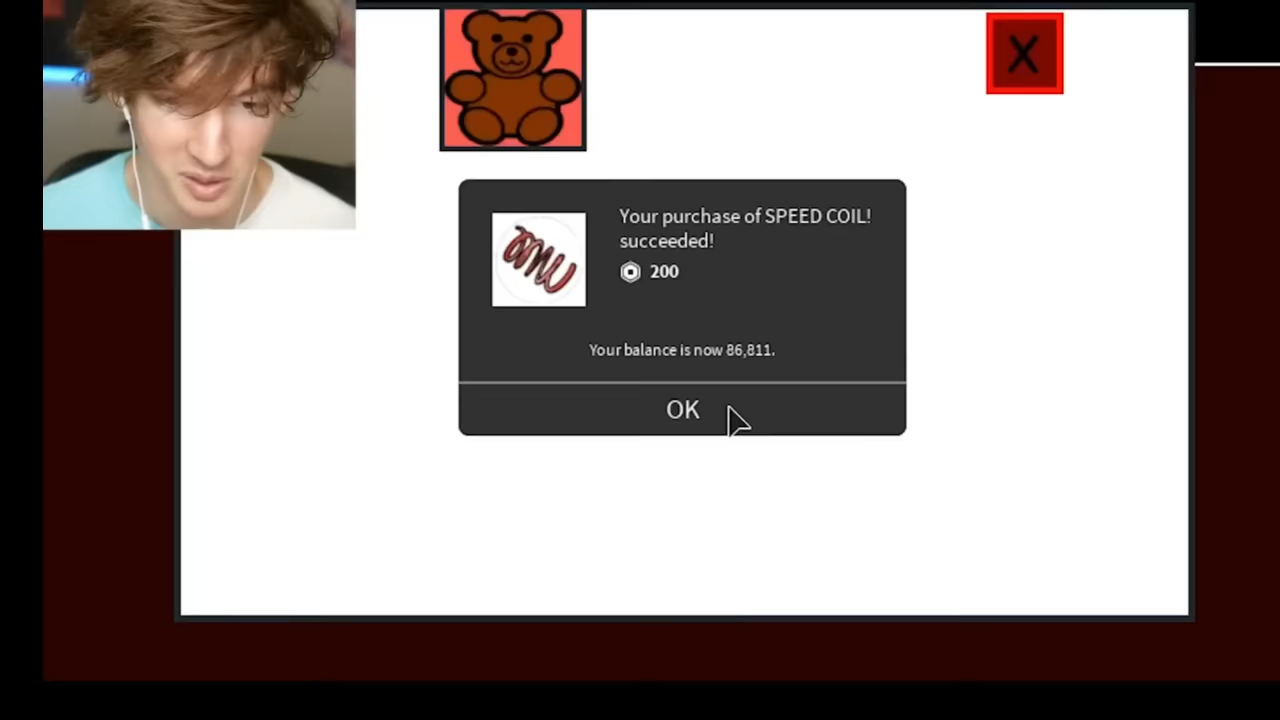 X
Your purchase of SPEED COIL!
succeeded!
200
Your balance is now 86,811.
OK